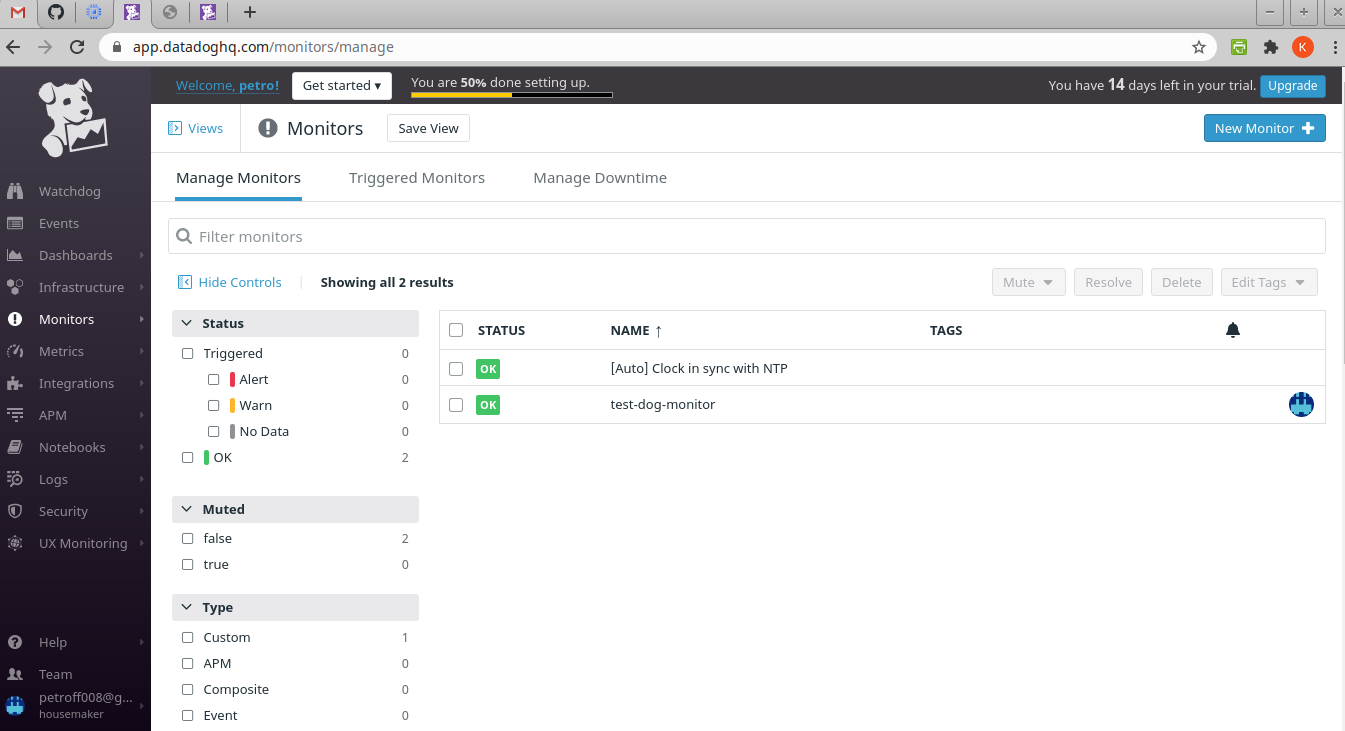 app.datadoghq.com/monitors/manage
K
Welcome, petro!
Get started ▾
You are 50% done setting up.
You have 14 days left in your trial.
Upgrade
Views
Monitors
Save View
New Monitor
Watchdog
Events
Dashboards
Infrastructure
Monitors
Metrics
Integrations
APM
Notebooks
Logs
Security
UX Monitoring
Help
Team
petroff008@g...
housemaker
Manage Monitors
Triggered Monitors
Manage Downtime
Filter monitors
Hide Controls
Showing all 2 results
Mute
Resolve
Delete
Edit Tags
Status
Triggered 0
Alert 0
Warn 0
No Data 0
OK 2
Muted
false 2
true 0
Type
Custom 1
APM 0
Composite 0
Event 0
STATUS NAME ↑ TAGS
OK [Auto] Clock in sync with NTP
OK test-dog-monitor